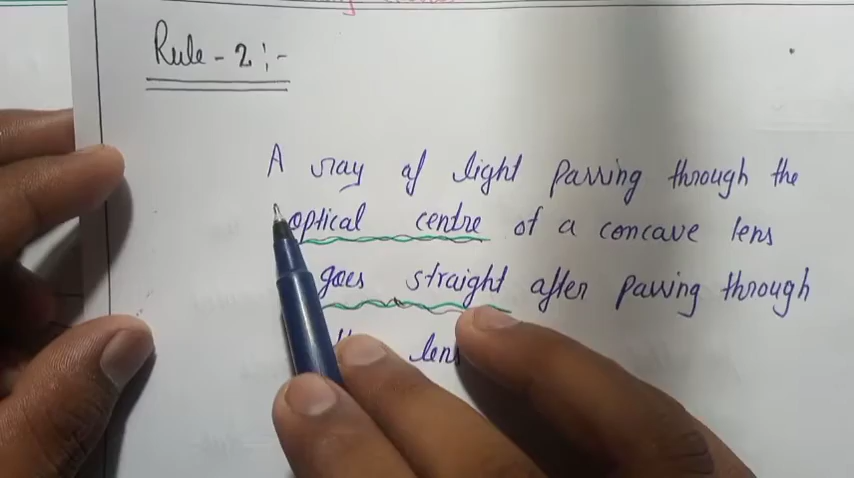 Rule - 2 :-
A ray of light passing through the
optical centre of a concave lens
goes straight after passing through
lens